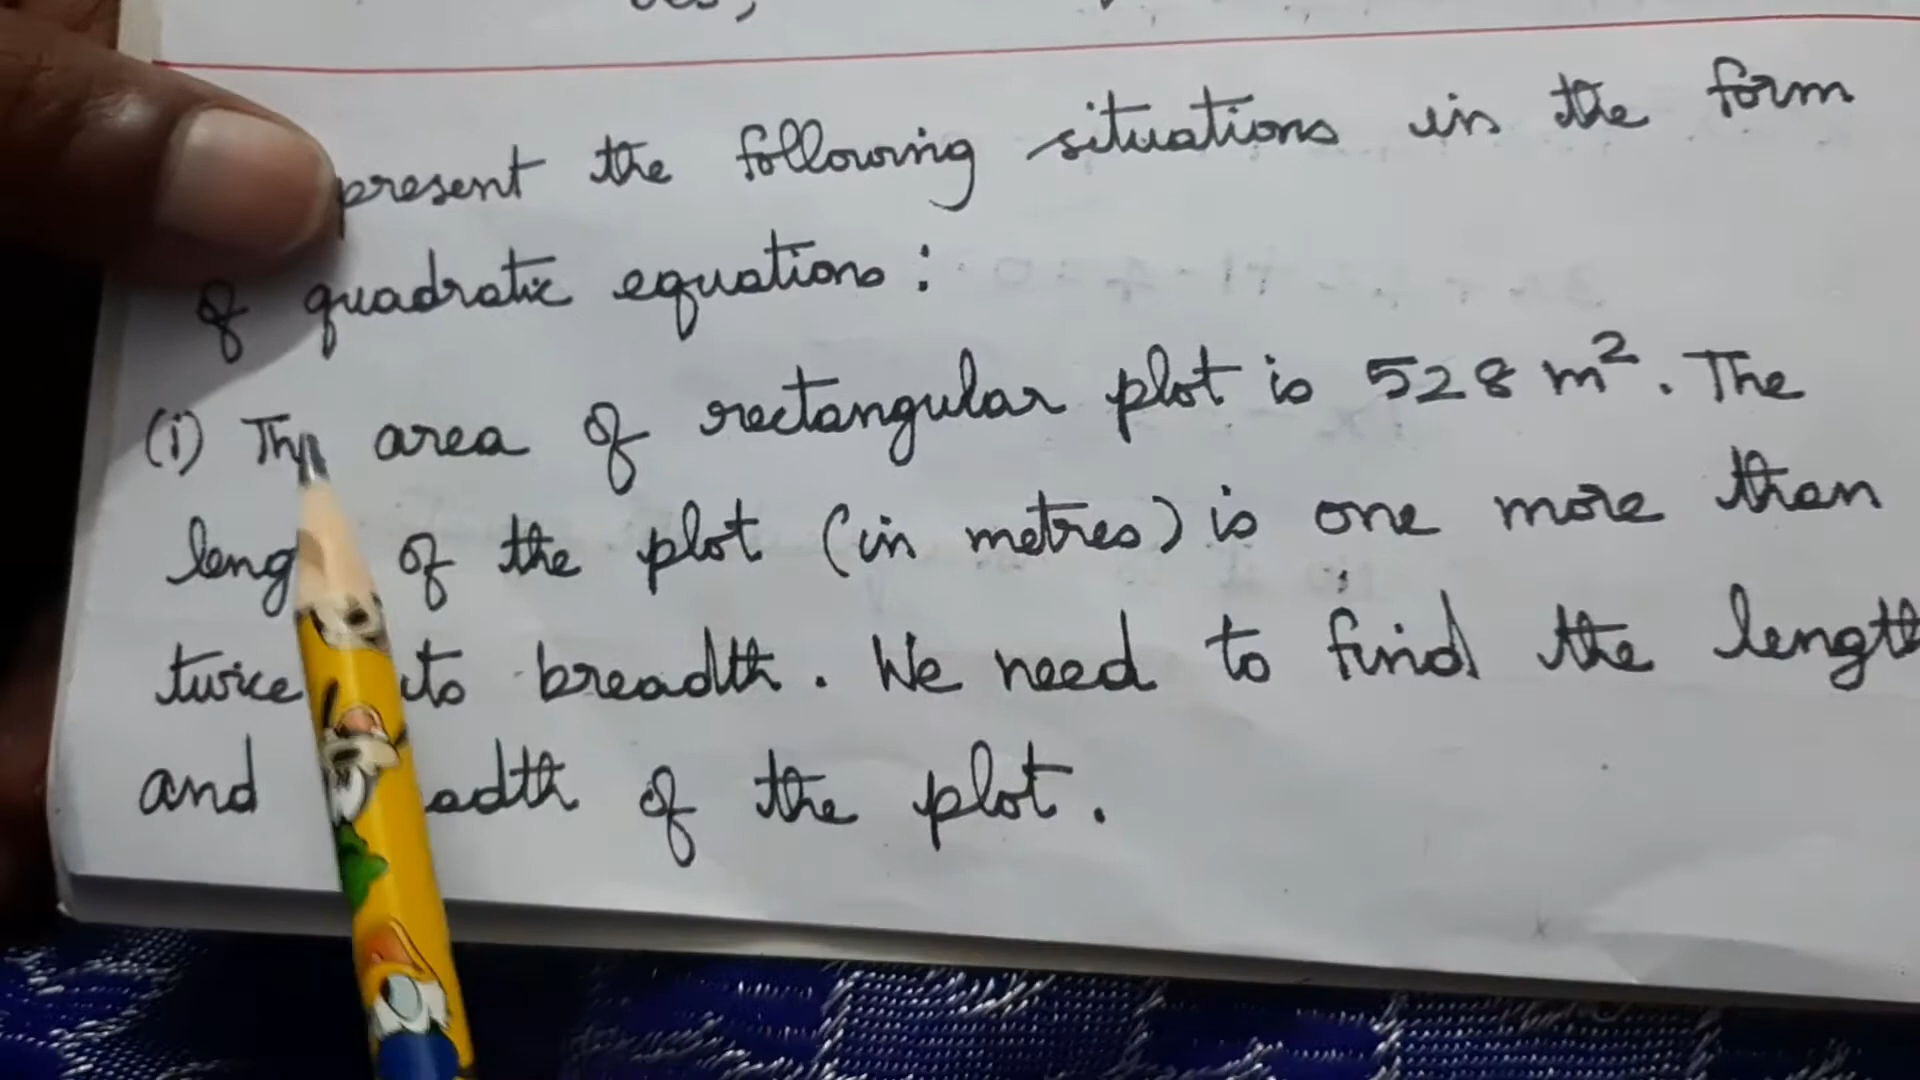 present the following situations in the form
of quadratic equations :
(i) The area of rectangular plot is 528 m². The
of the plot (in metres) is one more than
twice its breadth. We need to find the length
and of the plot.